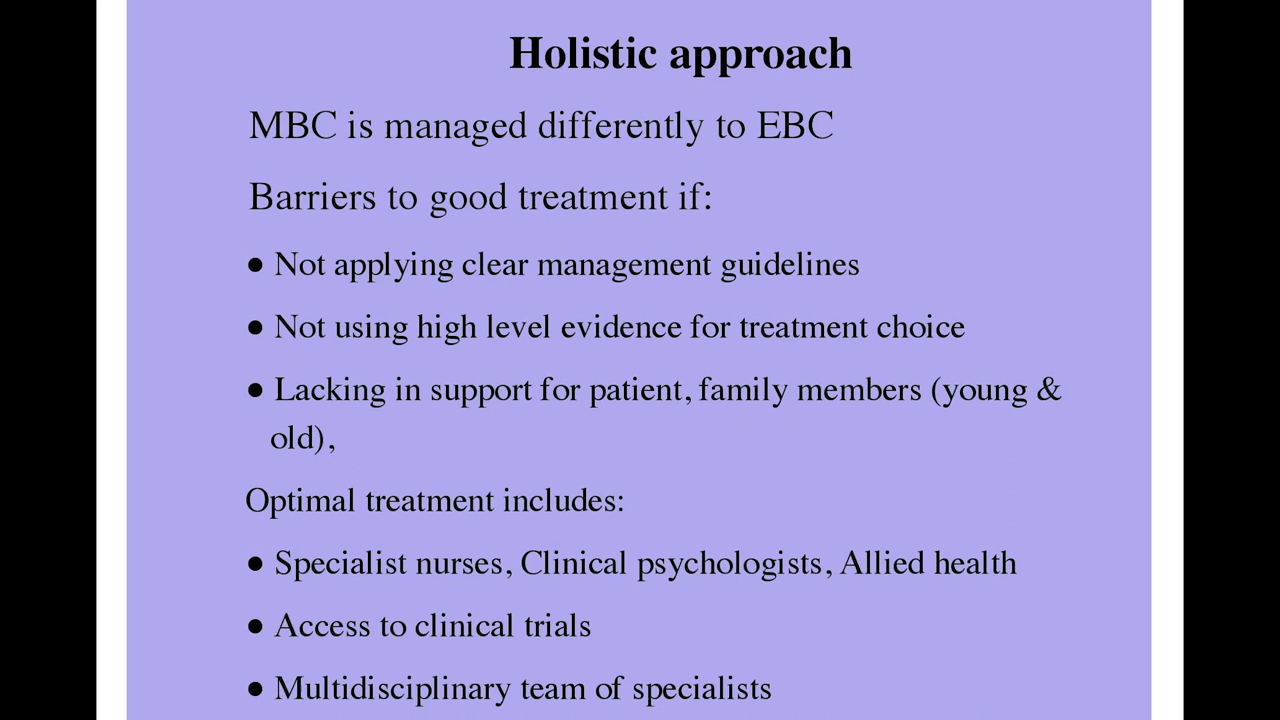 Holistic approach
MBC is managed differently to EBC
Barriers to good treatment if:
● Not applying clear management guidelines
● Not using high level evidence for treatment choice
● Lacking in support for patient, family members (young &
old),
Optimal treatment includes:
● Specialist nurses, Clinical psychologists, Allied health
● Access to clinical trials
● Multidisciplinary team of specialists